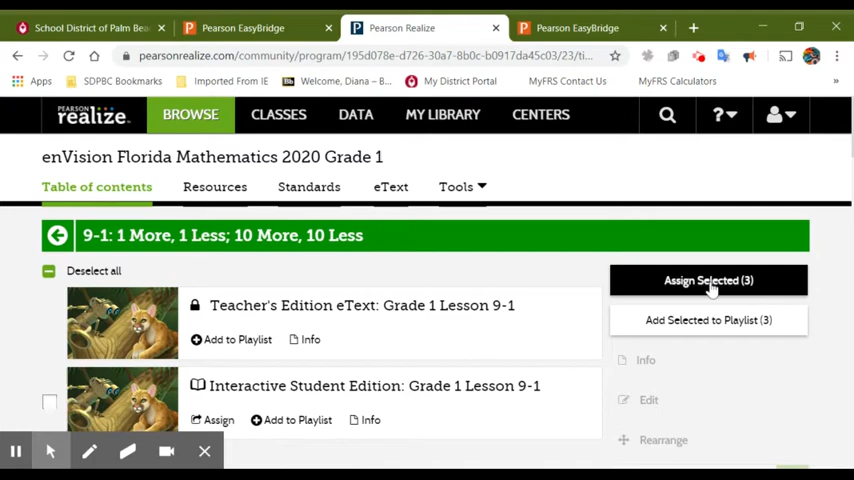 School District of Palm Bea
Pearson EasyBridge
Pearson Realize
Pearson EasyBridge
pearsonrealize.com/community/program/195d078e-d726-30a7-8b0c-b0917da45c03/23/ti...
Apps
SDPBC Bookmarks
Imported From IE
Welcome, Diana – B...
My District Portal
MyFRS Contact Us
MyFRS Calculators
PEARSON
realize™
BROWSE
CLASSES
DATA
MY LIBRARY
CENTERS
?
enVision Florida Mathematics 2020 Grade 1
Table of contents
Resources
Standards
eText
Tools
9-1: 1 More, 1 Less; 10 More, 10 Less
Deselect all
Assign Selected (3)
Teacher's Edition eText: Grade 1 Lesson 9-1
Add Selected to Playlist (3)
Add to Playlist
Info
Info
Interactive Student Edition: Grade 1 Lesson 9-1
Edit
Assign
Add to Playlist
Info
Rearrange